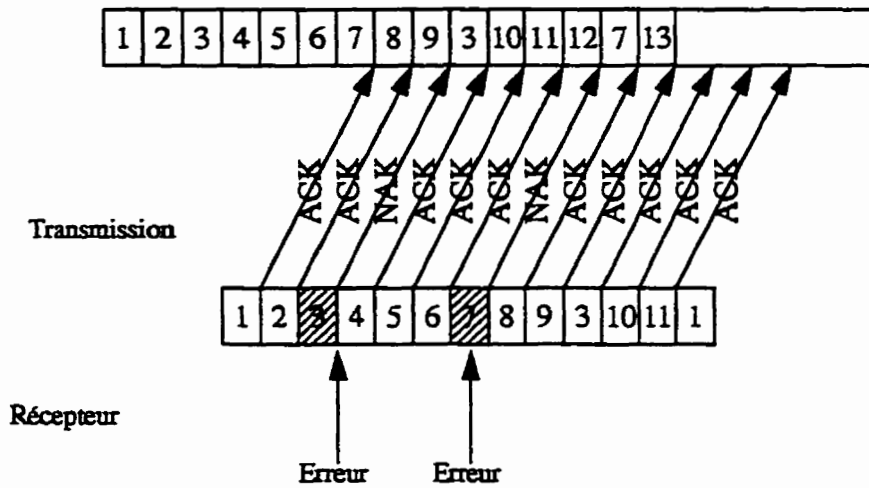 1 2 3 4 5 6 7 8 9 3 10 11 12 7 13
ACK ACK NAK ACK ACK ACK NAK ACK ACK ACK ACK ACK
Transmission
1 2 3 4 5 6 7 8 9 3 10 11 1
Récepteur
Erreur Erreur